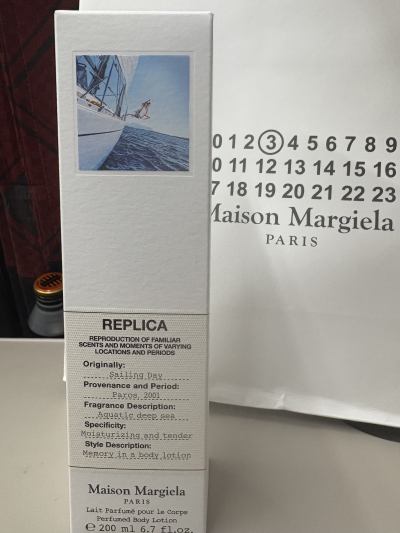 0 1 2 3 4 5 6 7 8 9
0 11 12 13 14 15 16
7 18 19 20 21 22 23
Maison Margiela
PARIS
REPLICA
REPRODUCTION OF FAMILIAR
SCENTS AND MOMENTS OF VARYING
LOCATIONS AND PERIODS
Originally:
Sailing Day
Provenance and Period:
Paros, 2001
Fragrance Description:
Aquatic deep sea
Specificity:
Moisturizing and tender
Style Description:
Memory in a body lotion
Maison Margiela
PARIS
Lait Parfumé pour le Corps
Perfumed Body Lotion
℮ 200 ml 6.7 fl.oz.